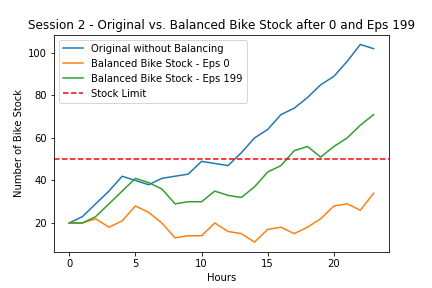 Session 2 - Original vs. Balanced Bike Stock after 0 and Eps 199
Original without Balancing
Balanced Bike Stock - Eps 0
Balanced Bike Stock - Eps 199
Stock Limit
Number of Bike Stock
100
80
60
40
20
0 5 10 15 20
Hours